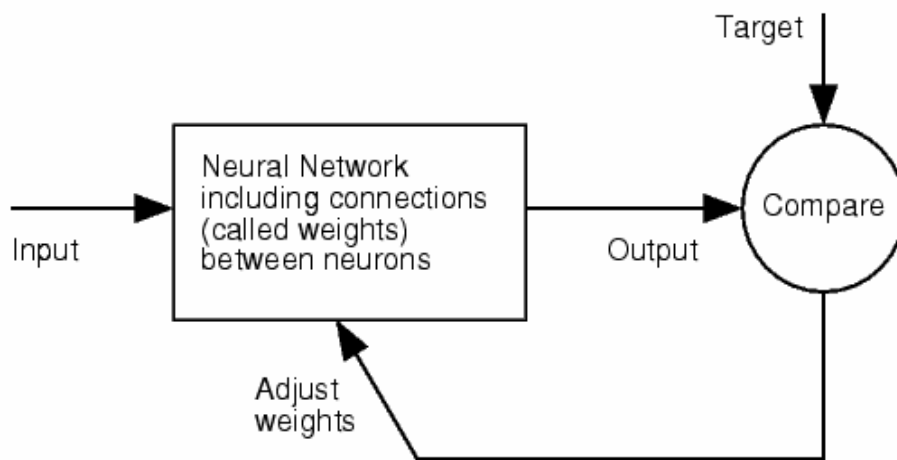 Target
Neural Network
including connections
(called weights)
between neurons
Compare
Input
Output
Adjust
weights